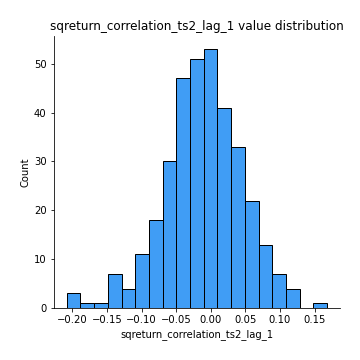 sqreturn_correlation_ts2_lag_1 value distribution
50
40
30
20
10
0
Count
−0.20 −0.15 −0.10 −0.05 0.00 0.05 0.10 0.15
sqreturn_correlation_ts2_lag_1